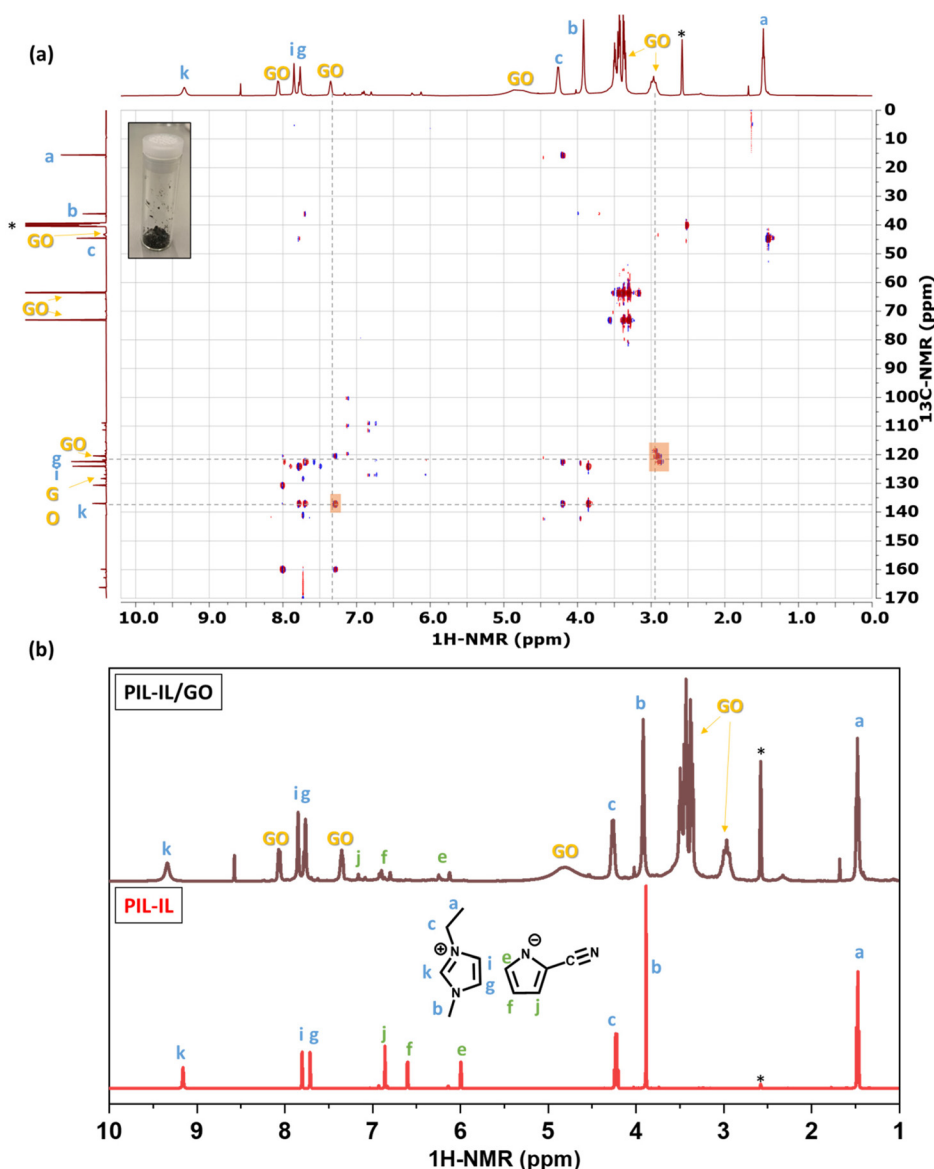 (a)
k
GO
i g
GO
GO
c
b
GO
*
a
a
b
*
GO
c
GO
GO
g
i
G
O
k
0
10
20
30
40
50
60
70
80
90
100
110
120
130
140
150
160
170
13C-NMR (ppm)
10.0 9.0 8.0 7.0 6.0 5.0 4.0 3.0 2.0 1.0 0.0
1H-NMR (ppm)
(b)
PIL-IL/GO
k
GO
i g
GO
j
f
e
GO
c
b
GO
*
a
PIL-IL
k
i g
j
f
e
a
c
N
⊕
k
i
g
N
b
⊖
e N
C≡N
f
j
c
b
*
a
10 9 8 7 6 5 4 3 2 1
1H-NMR (ppm)